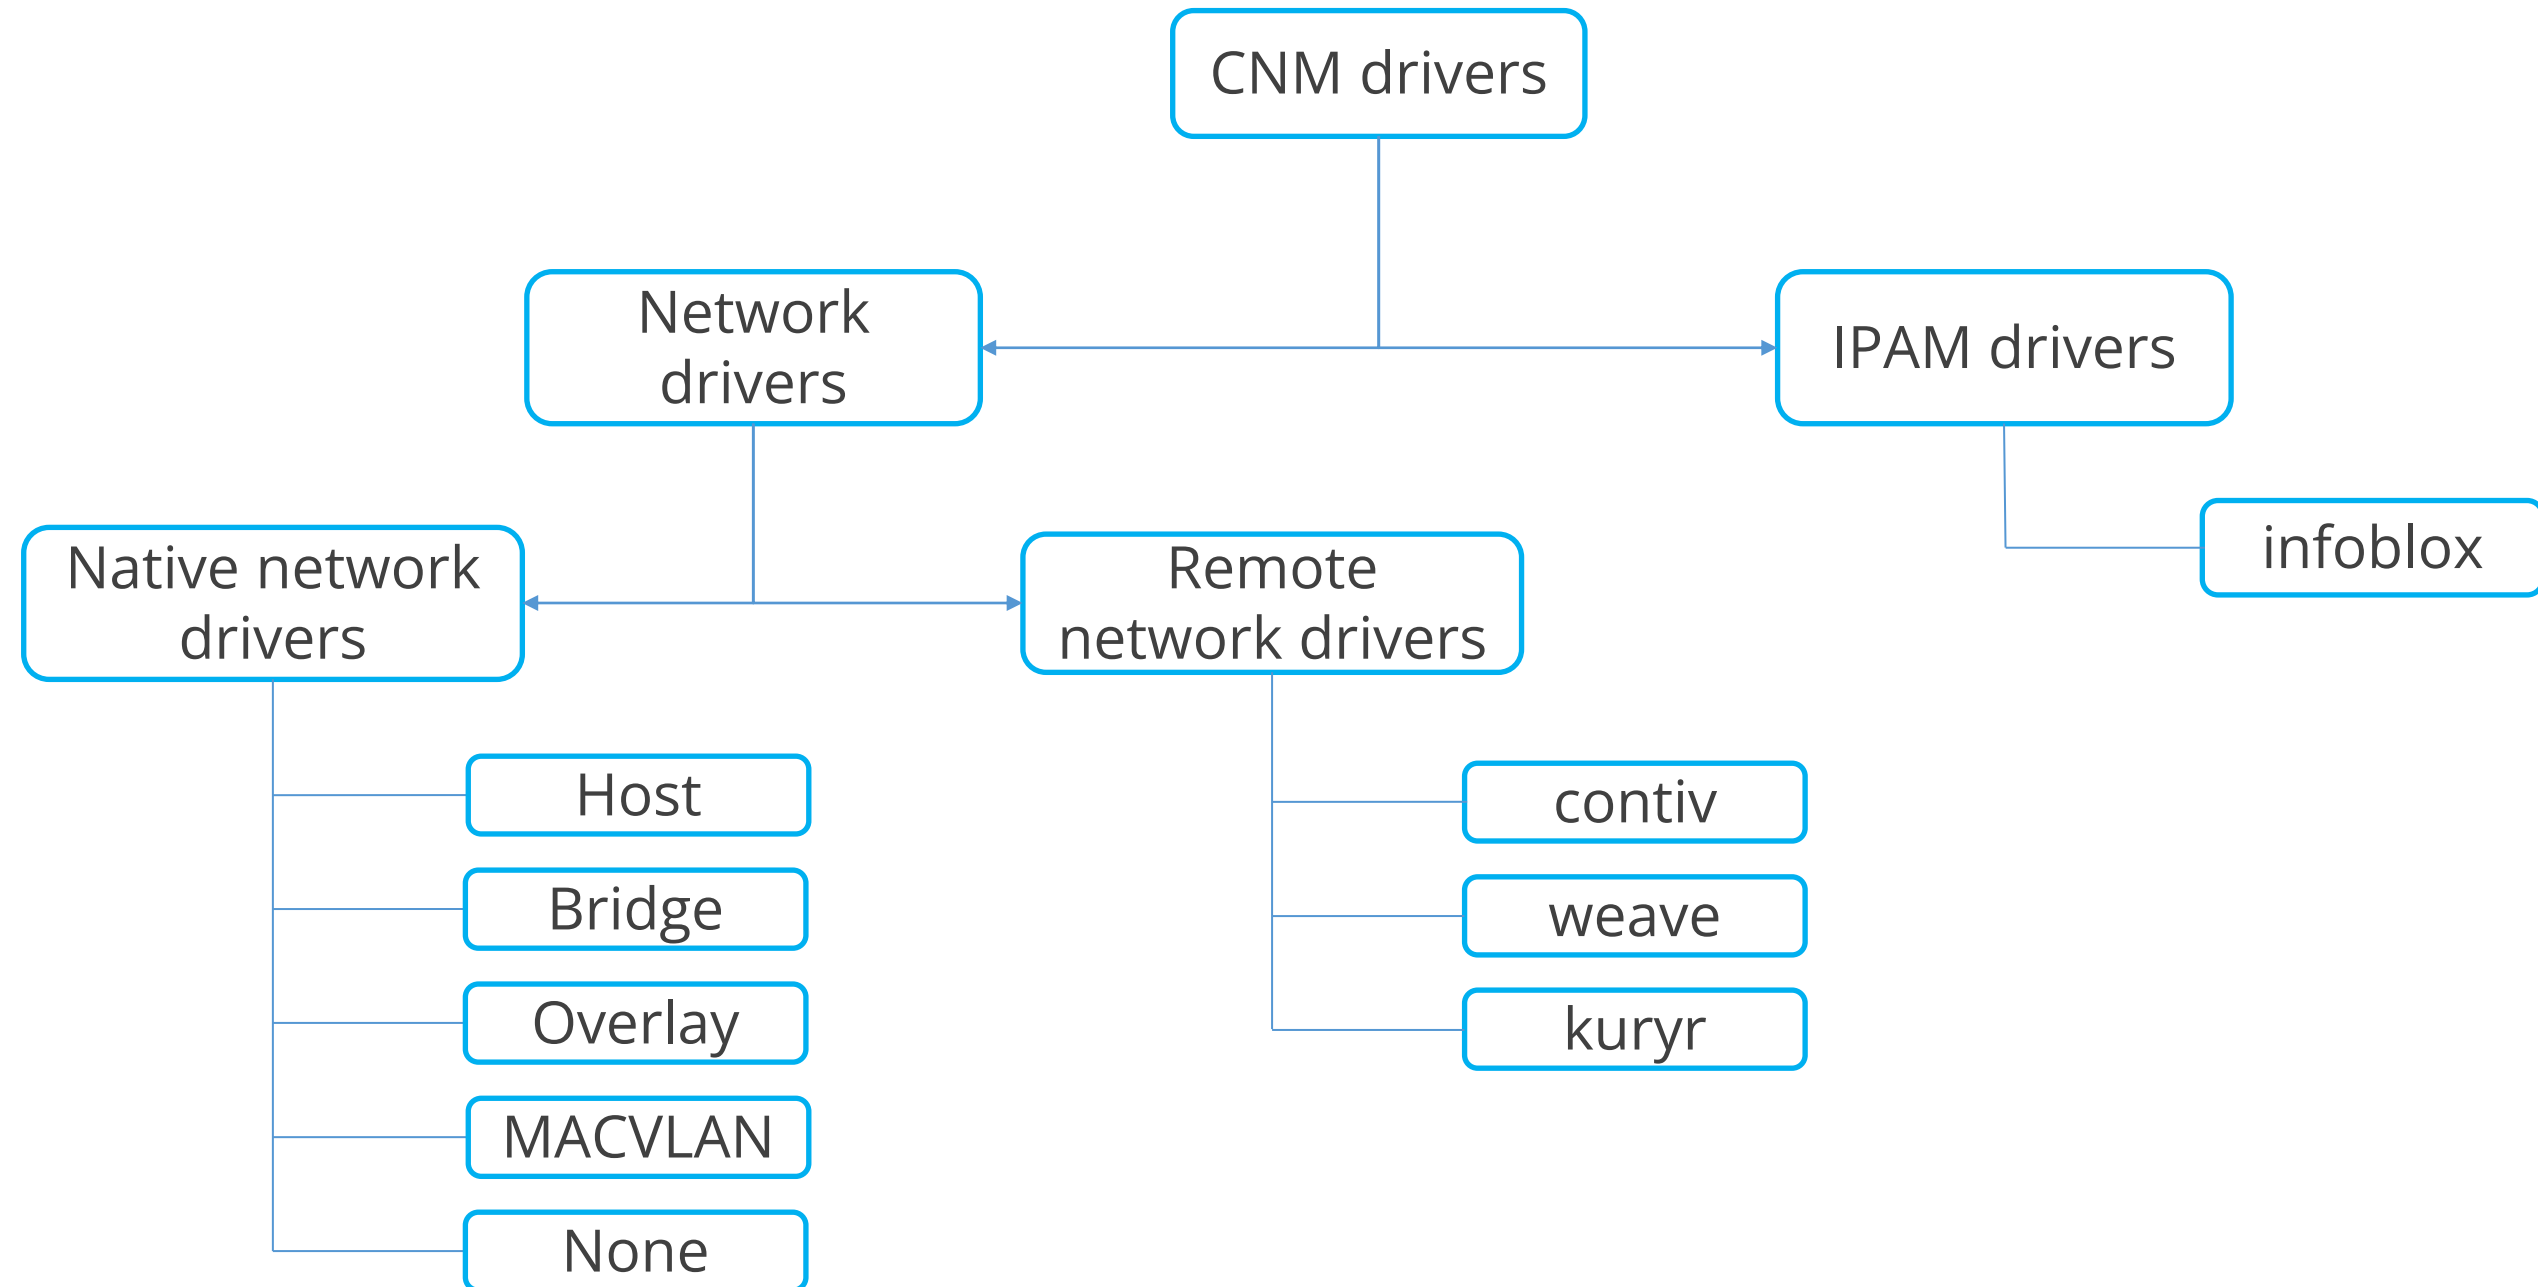 CNM drivers
Network
drivers
IPAM drivers
infoblox
Native network
drivers
Remote
network drivers
Host
Bridge
Overlay
MACVLAN
None
contiv
weave
kuryr